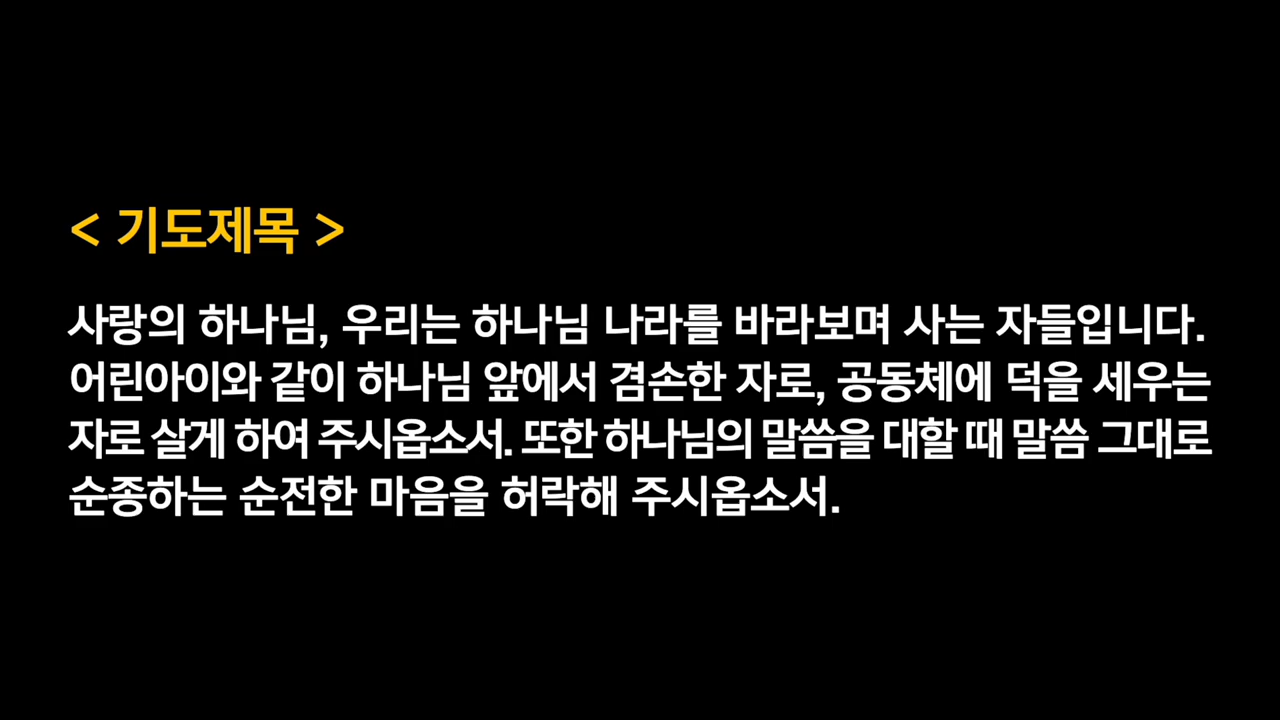 < 기도제목 >
사랑의 하나님, 우리는 하나님 나라를 바라보며 사는 자들입니다.
어린아이와 같이 하나님 앞에서 겸손한 자로, 공동체에 덕을 세우는
자로 살게 하여 주시옵소서. 또한 하나님의 말씀을 대할 때 말씀 그대로
순종하는 순전한 마음을 허락해 주시옵소서.